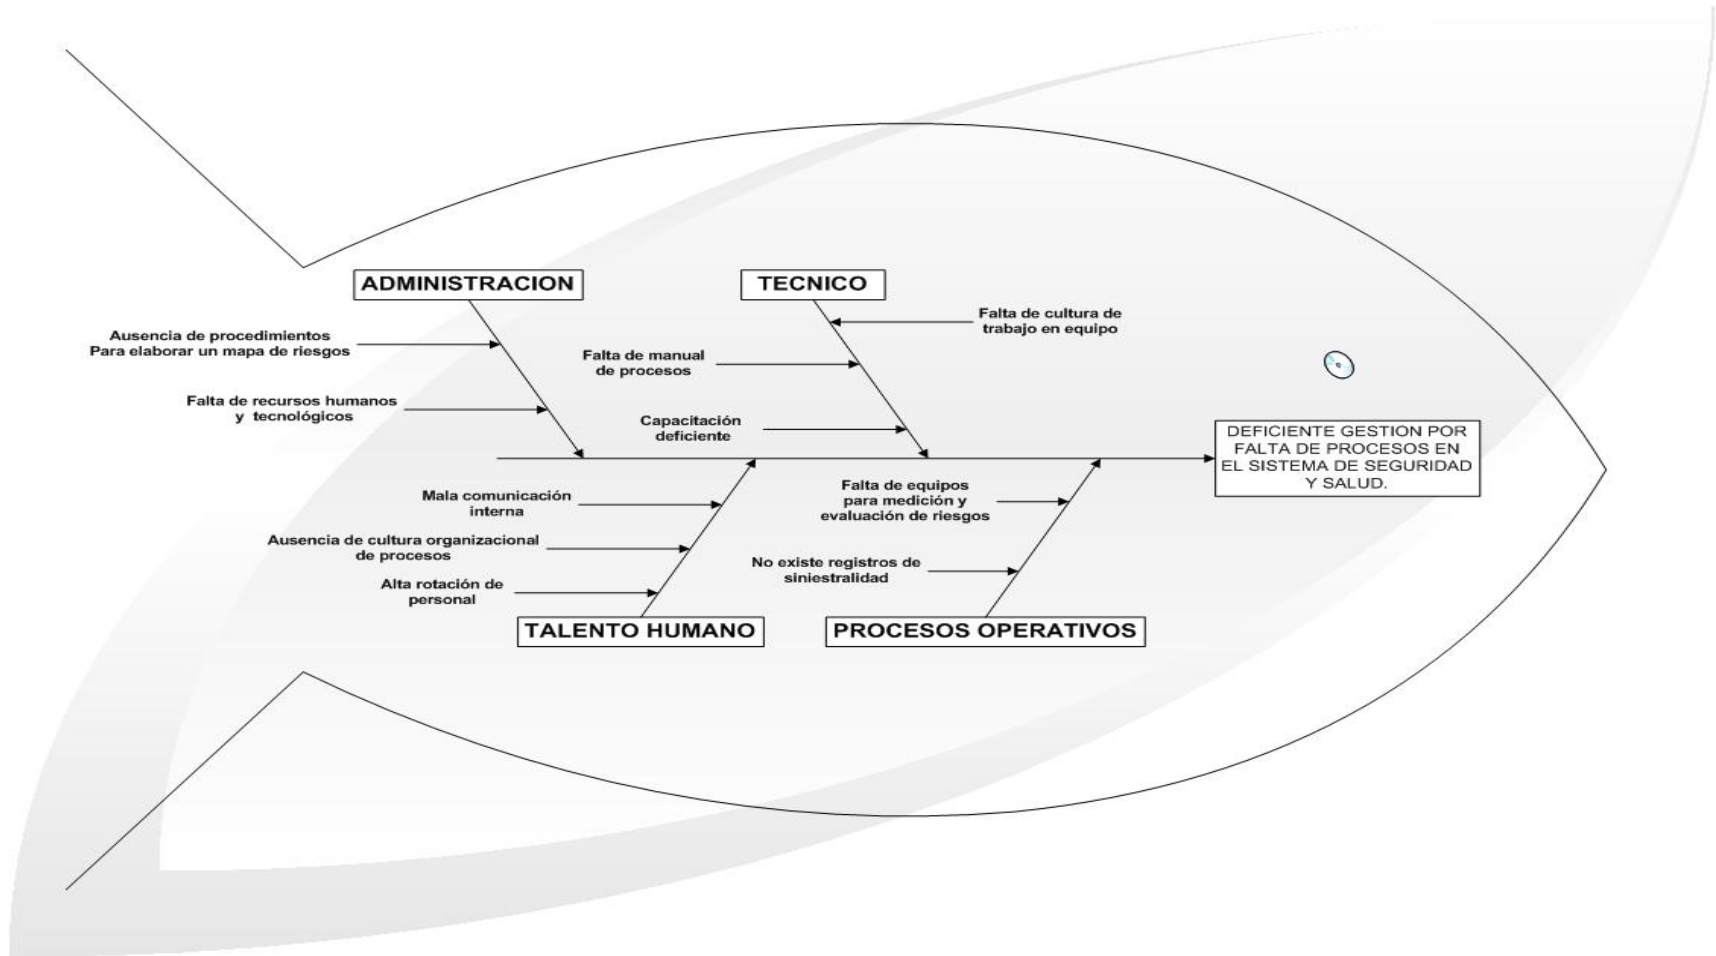 ADMINISTRACION
TECNICO
Ausencia de procedimientos
Para elaborar un mapa de riesgos
Falta de recursos humanos
y tecnológicos
Falta de cultura de
trabajo en equipo
Falta de manual
de procesos
Capacitación
deficiente
DEFICIENTE GESTION POR
FALTA DE PROCESOS EN
EL SISTEMA DE SEGURIDAD
Y SALUD.
Mala comunicación
interna
Ausencia de cultura organizacional
de procesos
Alta rotación de
personal
Falta de equipos
para medición y
evaluación de riesgos
No existe registros de
siniestralidad
TALENTO HUMANO
PROCESOS OPERATIVOS